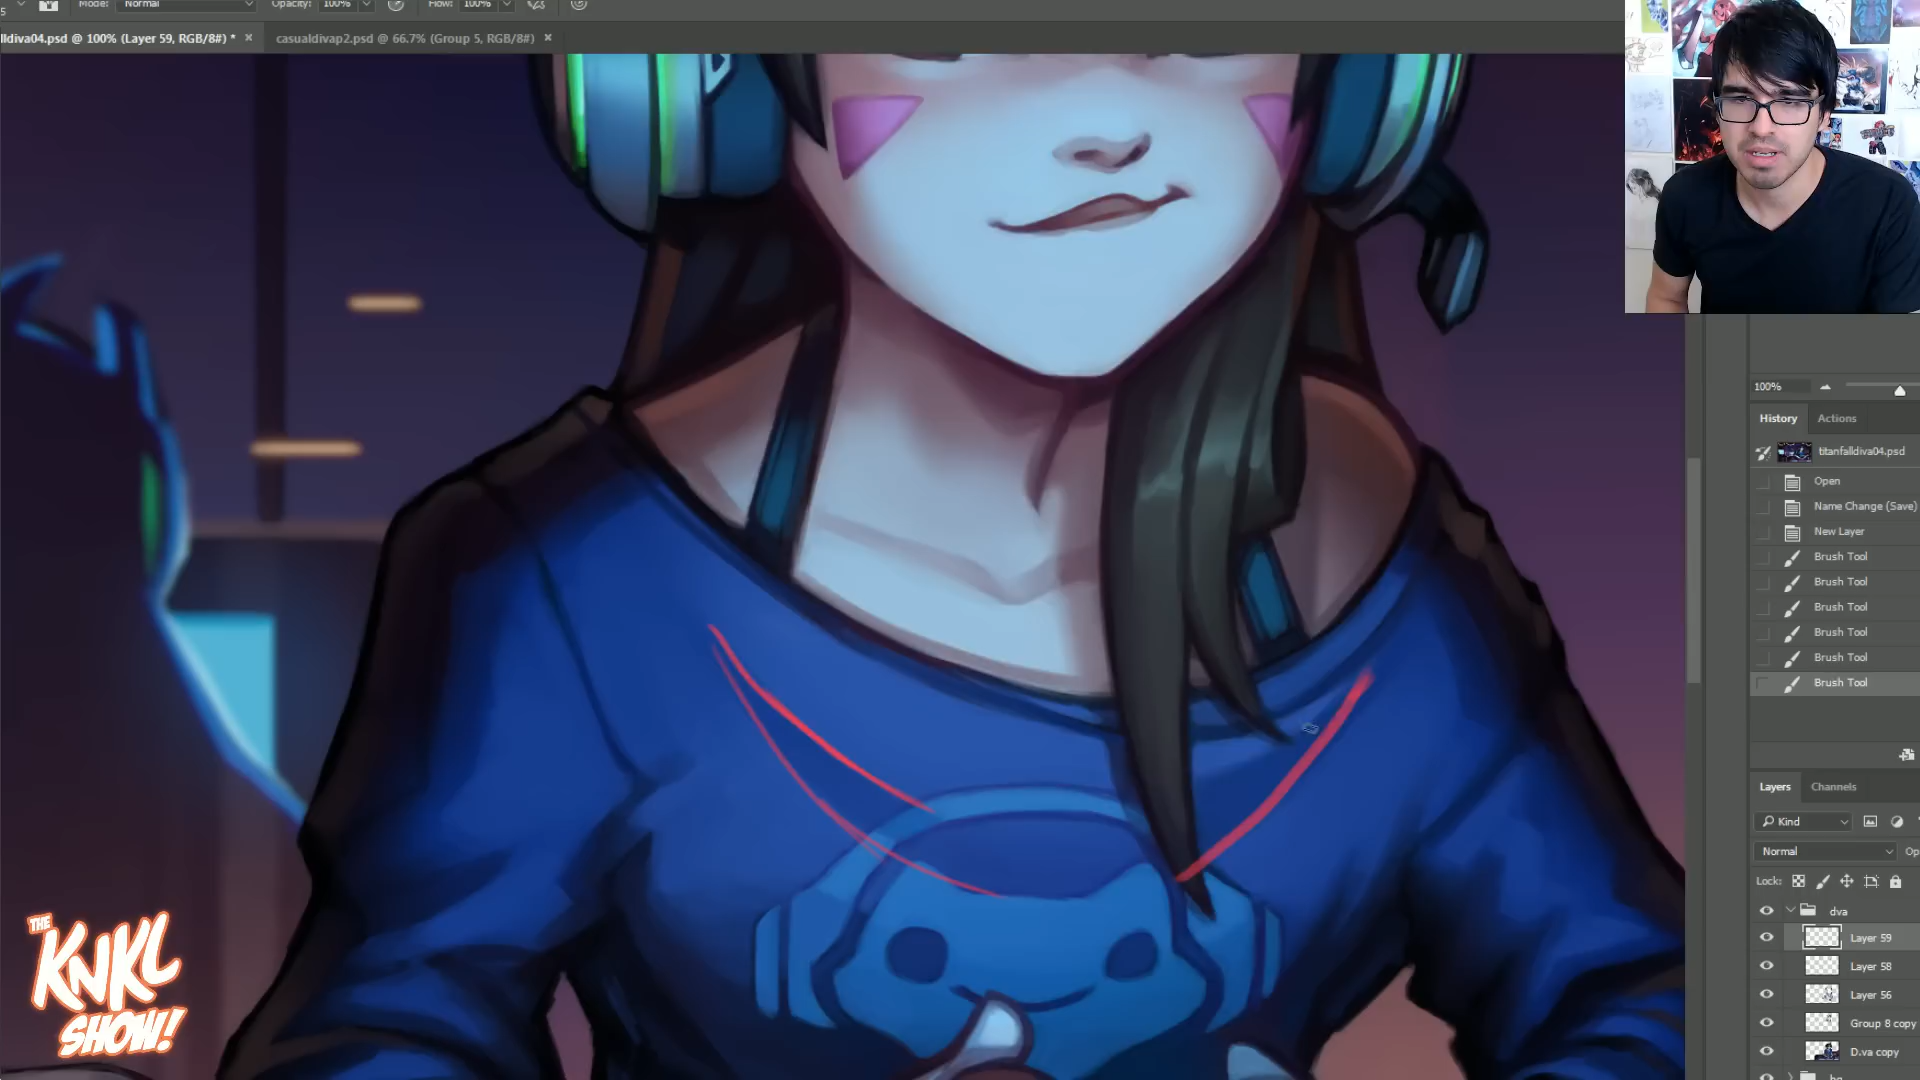 5
Mode: Normal
Opacity: 100%
Flow: 100%
lldiva04.psd @ 100% (Layer 59, RGB/8#) *
casualdivap2.psd @ 66.7% (Group 5, RGB/8#)
100%
History
Actions
titanfalldiva04.psd
Open
Name Change (Save)
New Layer
Brush Tool
Brush Tool
Brush Tool
Brush Tool
Brush Tool
Brush Tool
Layers
Channels
Kind
Normal
Op
Lock:
dva
Layer 59
Layer 58
Layer 56
Group 8 copy
D.va copy
THE
KNKL
SHOW!